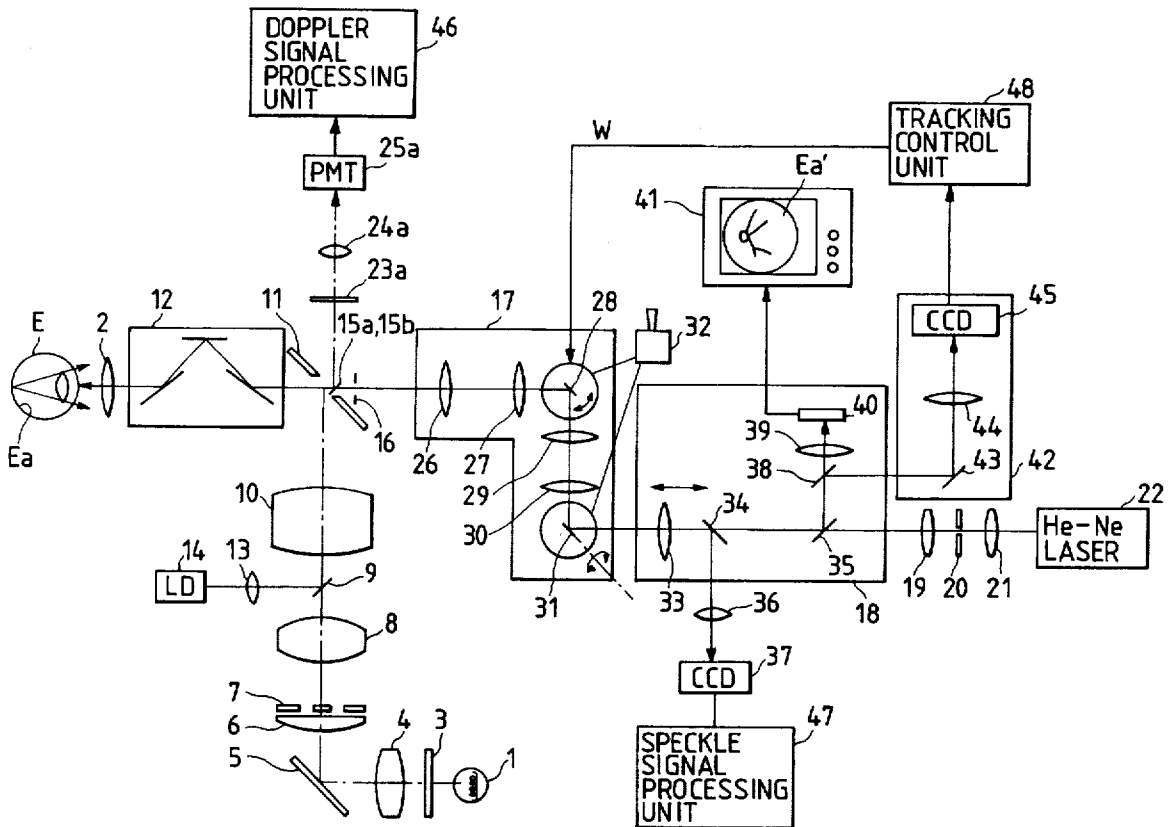 DOPPLER
SIGNAL
PROCESSING
UNIT
46
48
TRACKING
CONTROL
UNIT
W
25a
PMT
Ea'
41
24a
45
CCD
23a
12
11
17
28
32
E
2
15a, 15b
40
44
Ea
16
26
27
39
43
42
38
29
10
34
22
30
He-Ne
LASER
14
13
LD
9
35
19
20
21
31
33
18
36
8
37
CCD
7
6
4
3
47
5
1
SPECKLE
SIGNAL
PROCESSING
UNIT